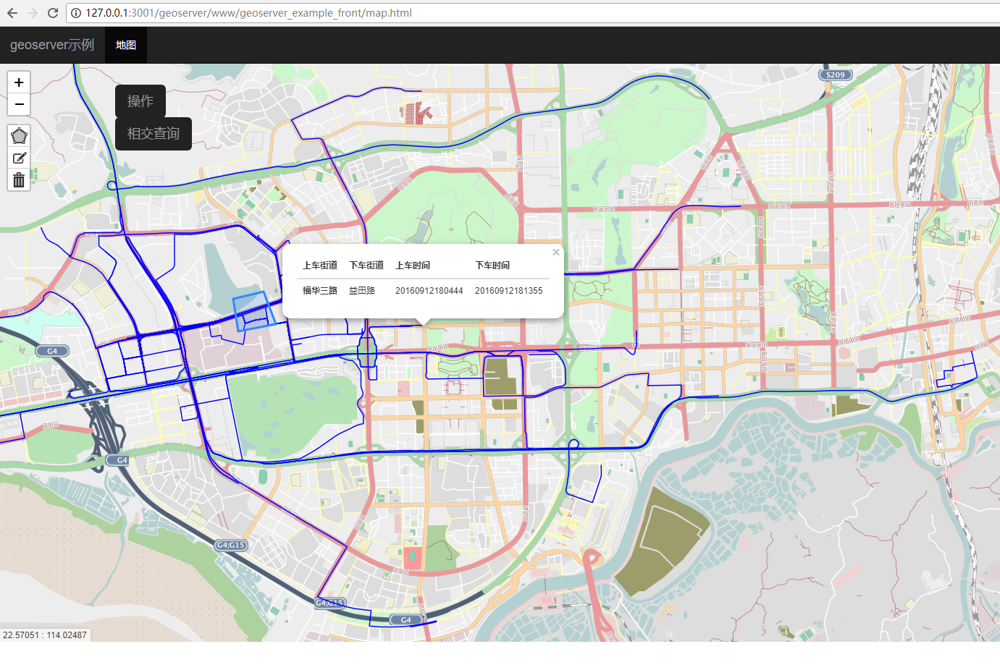 127.0.0.1:3001/geoserver/www/geoserver_example_front/map.html
geoserver示例 地图
S209
+
−
操作
相交查询
×
上车街道 下车街道 上车时间 下车时间
福华三路 益田路 20160912180444 20160912181355
G4
G4
G4;G15
G4;G15
G4
22.57051 : 114.02487